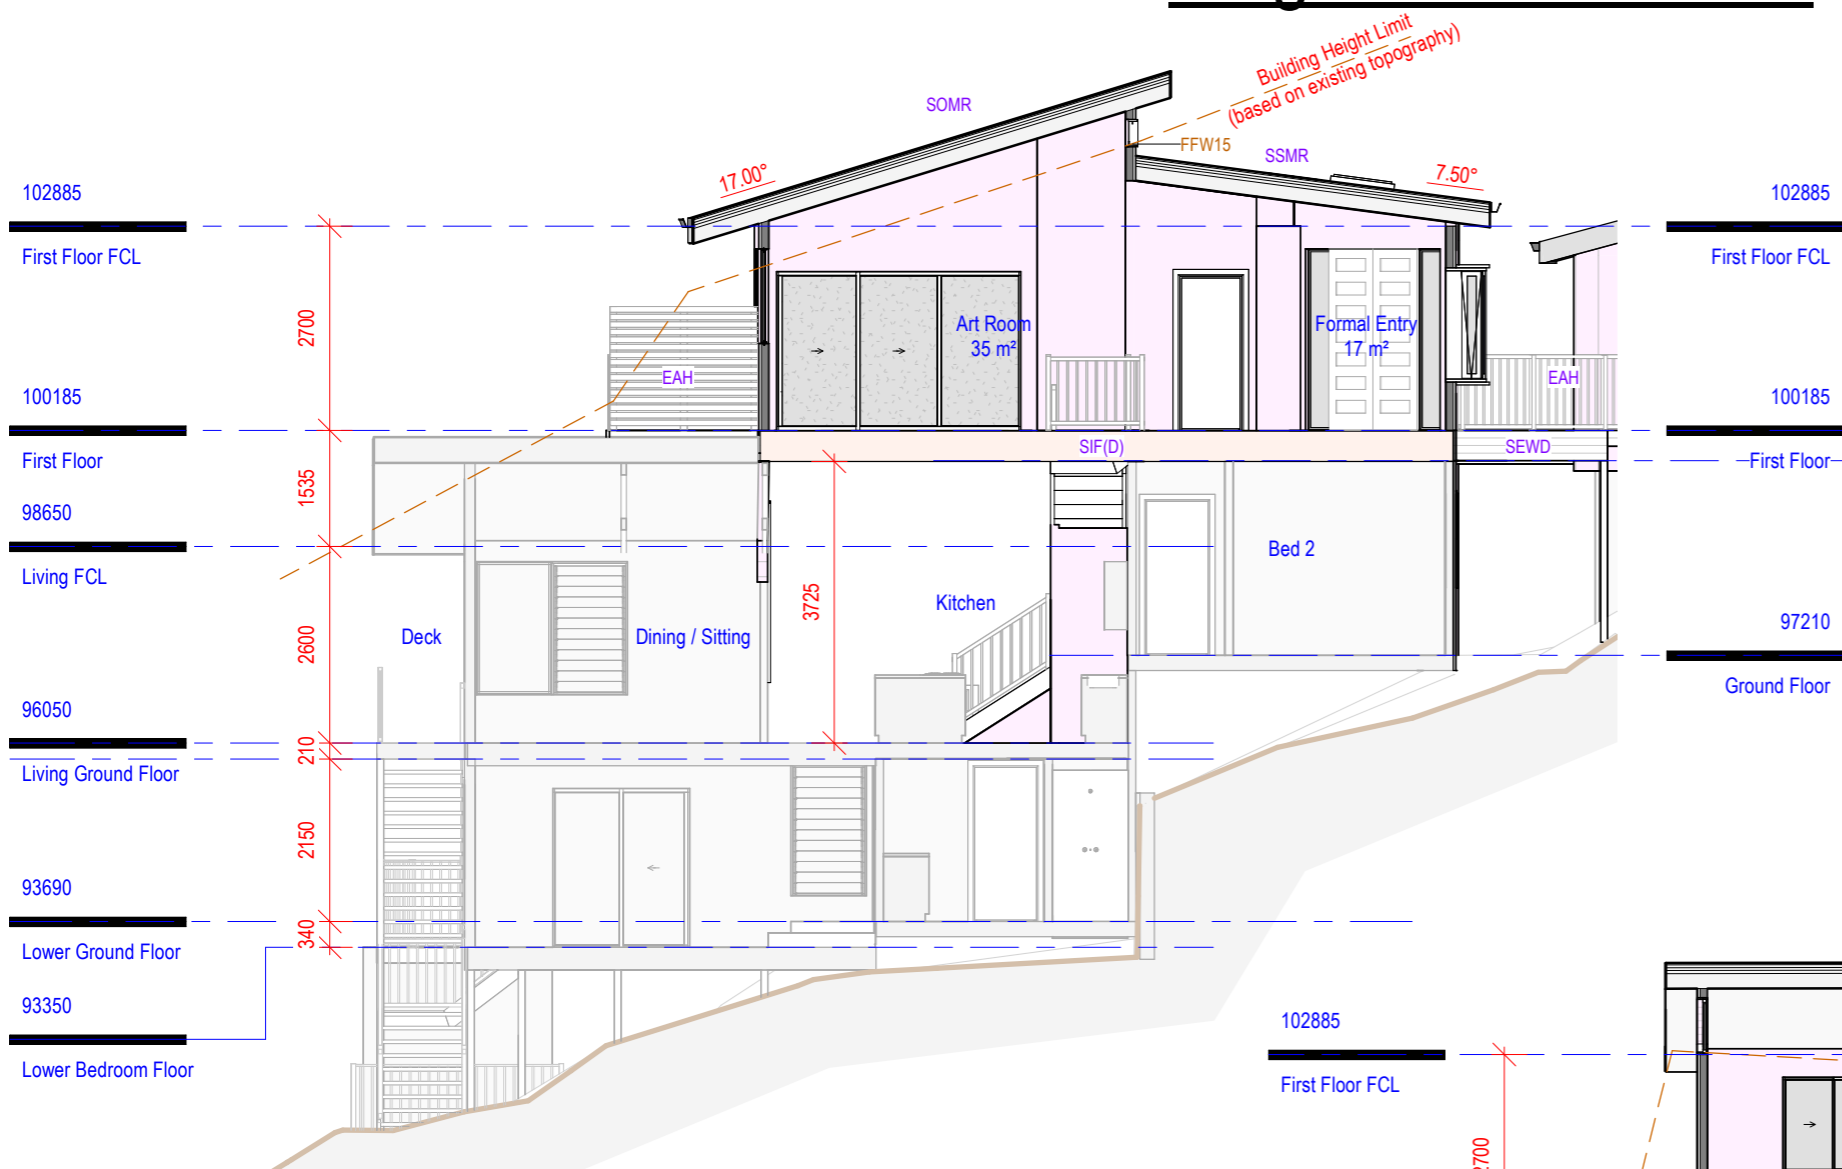 Building Height Limit
(based on existing topography)
SOMR
FFW15
SSMR
17.00°
7.50°
102885
First Floor FCL
102885
First Floor FCL
2700
Art Room
35 m²
Formal Entry
17 m²
EAH
EAH
100185
First Floor
100185
First Floor
SIF(D)
SEWD
1535
98650
Living FCL
Bed 2
3725
Kitchen
2600
Deck
Dining / Sitting
97210
Ground Floor
96050
Living Ground Floor
210
2150
93690
Lower Ground Floor
340
93350
Lower Bedroom Floor
102885
First Floor FCL
2700